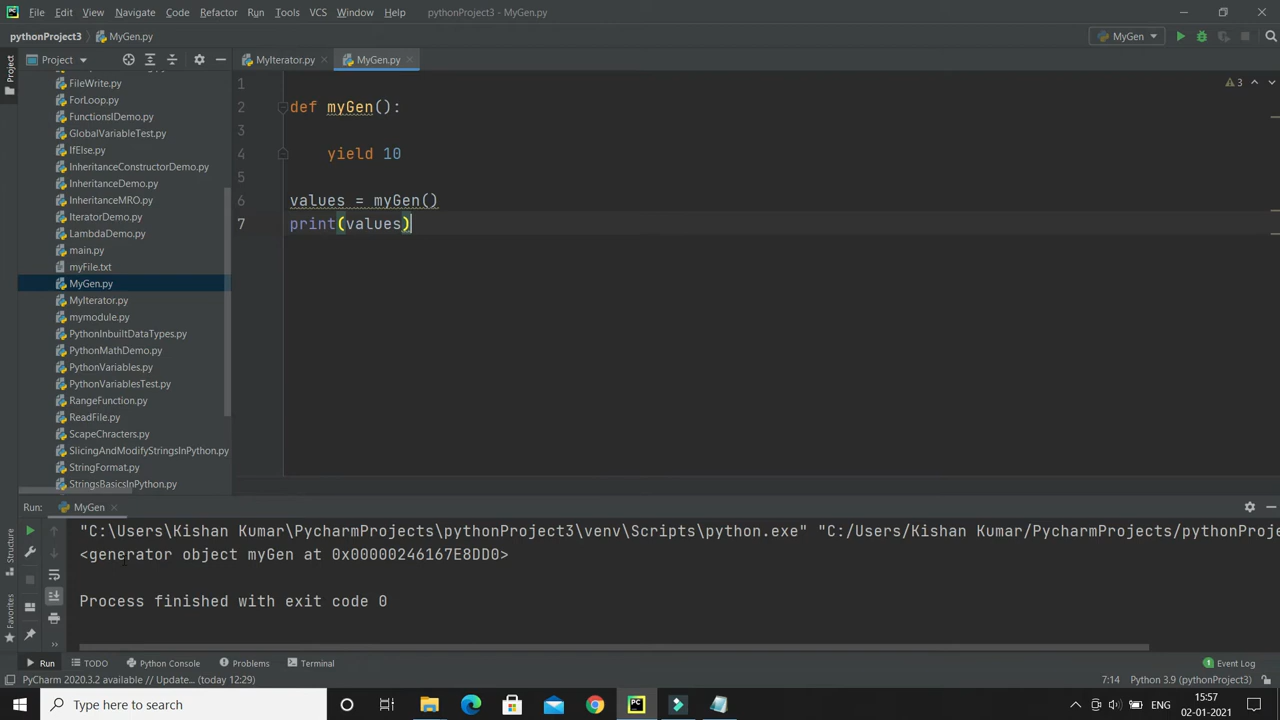 File Edit View Navigate Code Refactor Run Tools VCS Window Help pythonProject3 - MyGen.py
pythonProject3 MyGen.py MyGen
Project MyIterator.py MyGen.py
Project
FileWrite.py
ForLoop.py
FunctionsIDemo.py
GlobalVariableTest.py
IfElse.py
InheritanceConstructorDemo.py
InheritanceDemo.py
InheritanceMRO.py
IteratorDemo.py
LambdaDemo.py
main.py
myFile.txt
MyGen.py
MyIterator.py
mymodule.py
PythonInbuiltDataTypes.py
PythonMathDemo.py
PythonVariables.py
PythonVariablesTest.py
RangeFunction.py
ReadFile.py
ScapeChracters.py
SlicingAndModifyStringsInPython.py
StringFormat.py
StringsBasicsInPython.py
1 3
2 def myGen():
3
4 yield 10
5
6 values = myGen()
7 print(values)
Run: MyGen
"C:\Users\Kishan Kumar\PycharmProjects\pythonProject3\venv\Scripts\python.exe" "C:/Users/Kishan Kumar/PycharmProjects/pythonProje
<generator object myGen at 0x00000246167E8DD0>
Process finished with exit code 0
Structure
Favorites
Run TODO Python Console Problems Terminal 1 Event Log
PyCharm 2020.3.2 available // Update... (today 12:29) 7:14 Python 3.9 (pythonProject3)
Type here to search ENG 15:57
02-01-2021